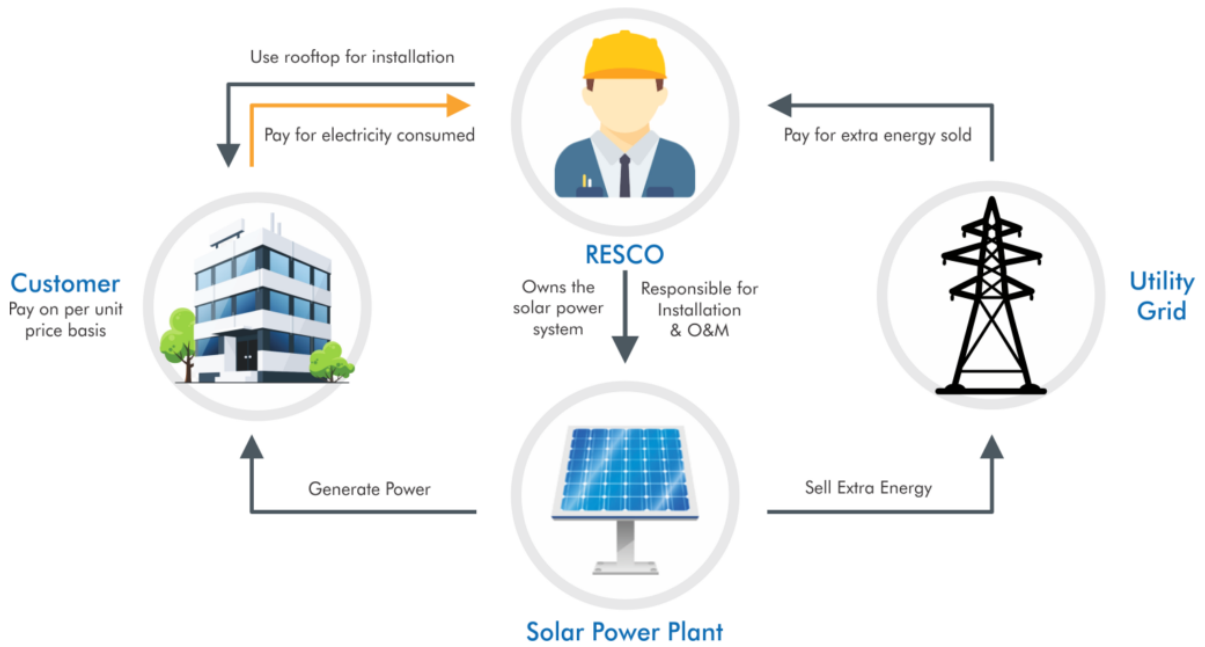 Use rooftop for installation
Pay for electricity consumed
Pay for extra energy sold
RESCO
Owns the
solar power
system
Responsible for
Installation
& O&M
Customer
Pay on per unit
price basis
Utility
Grid
Generate Power
Sell Extra Energy
Solar Power Plant